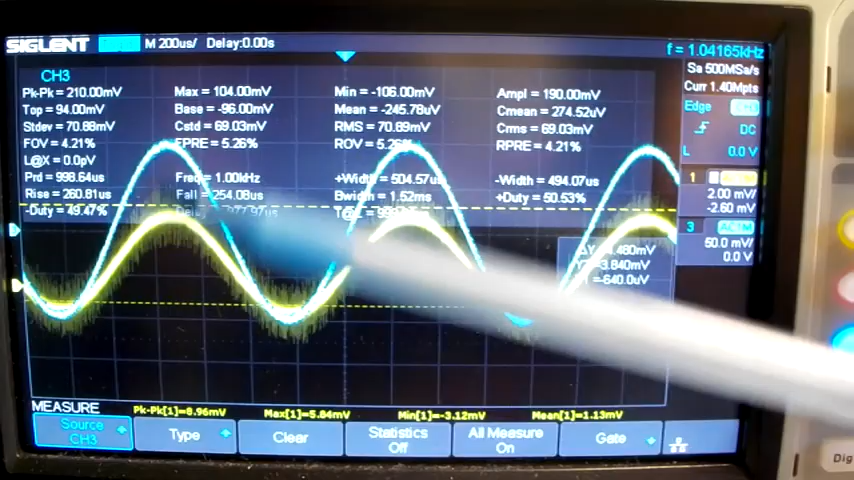 SIGLENT M 200us/ Delay:0.00s f = 1.04165kHz
Sa 500MSa/s
Curr 1.40Mpts
Edge CH3
DC
L 0.0 V
1
2.00 mV/
-2.60 mV
3 AC1M
50.0 mV/
0.0 V
CH3
Pk-Pk = 210.00mV Max = 104.00mV Min = -106.00mV Ampl = 190.00mV
Top = 94.00mV Base = -96.00mV Mean = -245.78uV Cmean = 274.52uV
Stdev = 70.88mV Cstd = 69.03mV RMS = 70.89mV Crms = 69.03mV
FOV = 4.21% FPRE = 5.26% ROV = 5.26% RPRE = 4.21%
L@X = 0.0pV
Prd = 998.64us Freq = 1.00kHz +Width = 504.57us -Width = 494.07us
Rise = 260.81us Fall = 254.08us Bwidth = 1.52ms +Duty = 50.53%
-Duty = 49.47%
MEASURE Pk-Pk[1]=8.96mV Max[1]=5.84mV Min[1]=-3.12mV Mean[1]=1.13mV
Source CH3 Type Clear Statistics Off All Measure On Gate
Dig